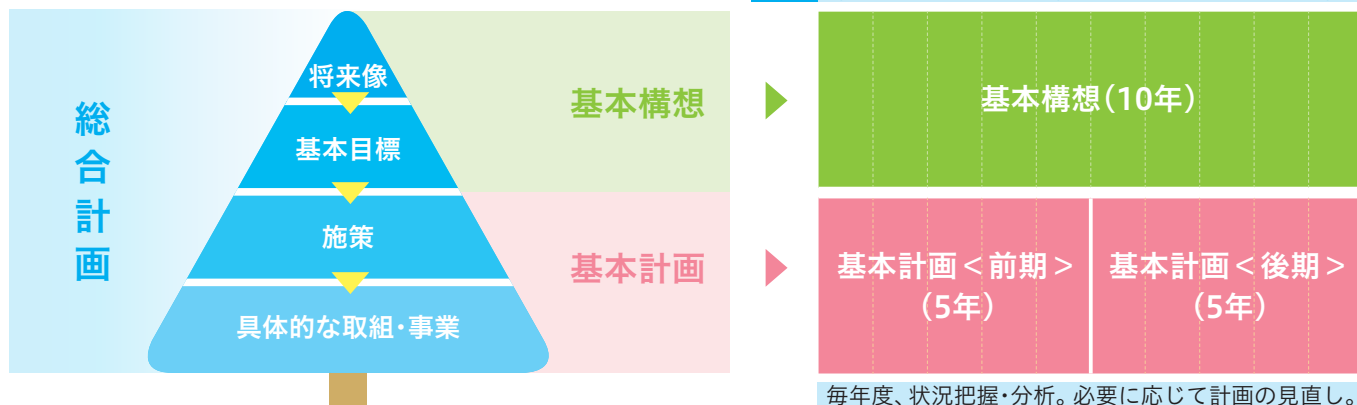 総合計画
将来像
基本目標
施策
具体的な取組・事業
基本構想
基本計画
基本構想(10年)
基本計画<前期>
(5年)
基本計画<後期>
(5年)
毎年度、状況把握・分析。必要に応じて計画の見直し。